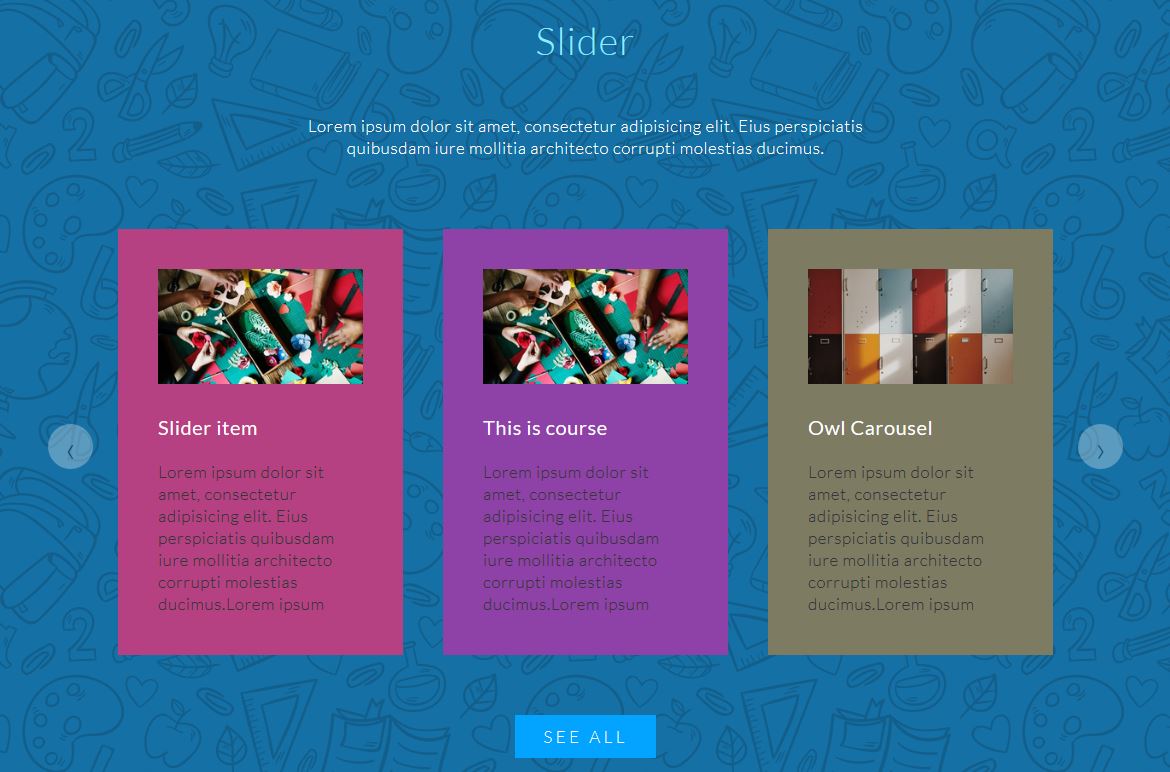 Slider
Lorem ipsum dolor sit amet, consectetur adipisicing elit. Eius perspiciatis
quibusdam iure mollitia architecto corrupti molestias ducimus.
Slider item
Lorem ipsum dolor sit
amet, consectetur
adipisicing elit. Eius
perspiciatis quibusdam
iure mollitia architecto
corrupti molestias
ducimus.Lorem ipsum
This is course
Lorem ipsum dolor sit
amet, consectetur
adipisicing elit. Eius
perspiciatis quibusdam
iure mollitia architecto
corrupti molestias
ducimus.Lorem ipsum
Owl Carousel
Lorem ipsum dolor sit
amet, consectetur
adipisicing elit. Eius
perspiciatis quibusdam
iure mollitia architecto
corrupti molestias
ducimus.Lorem ipsum
‹
›
SEE ALL